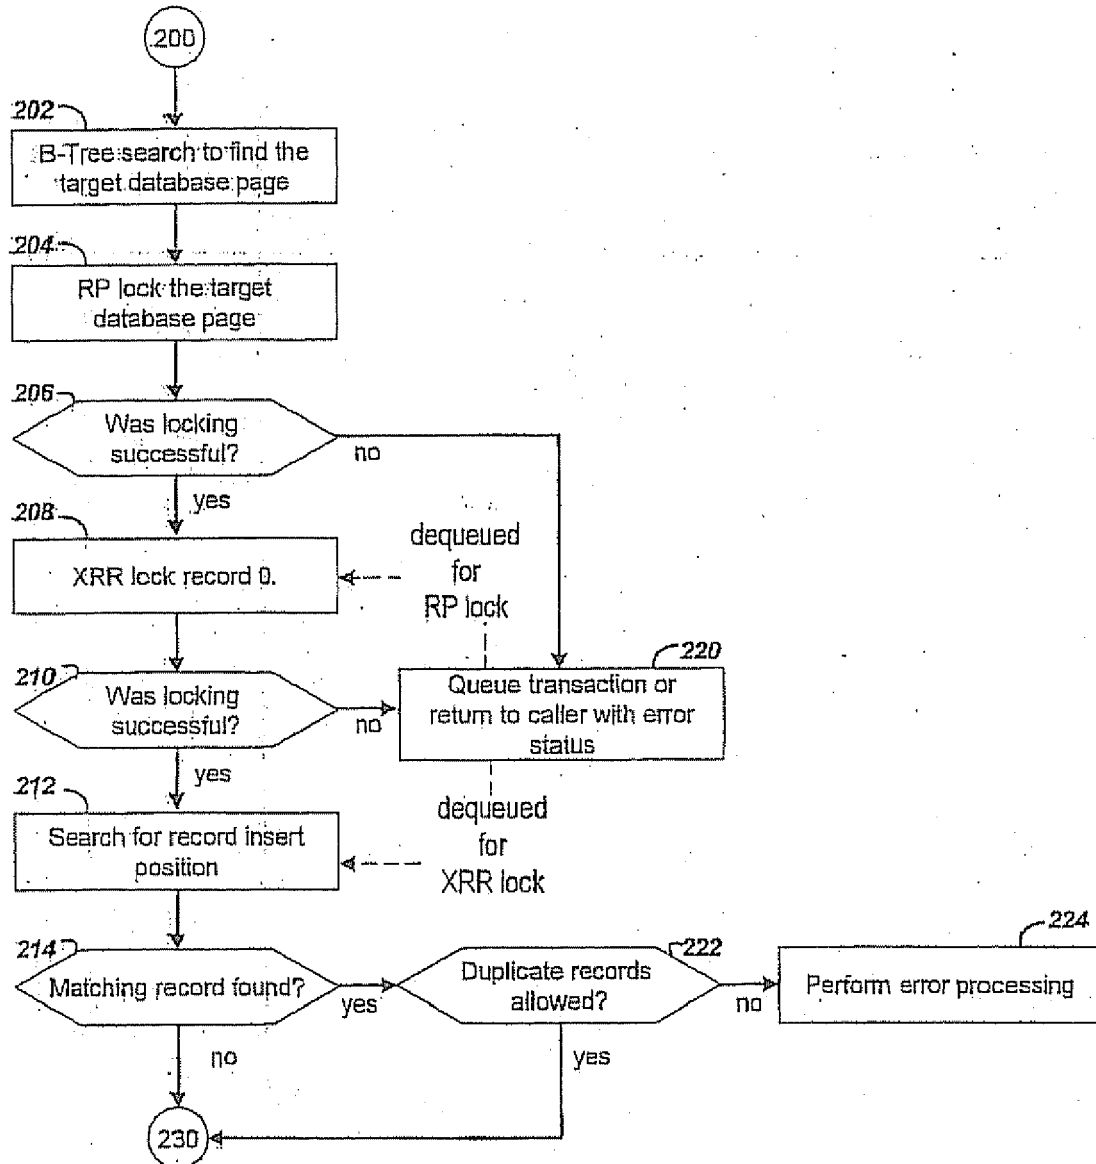 200
202
B-Tree search to find the
target database page
204
RP lock the target
database page
206
Was locking
successful?
no
yes
208
XRR lock record 0.
dequeued
for
RP lock
210
Was locking
successful?
no
yes
220
Queue transaction or
return to caller with error
status
212
Search for record insert
position
dequeued
for
XRR lock
214
Matching record found?
yes
no
222
Duplicate records
allowed?
no
yes
224
Perform error processing
230